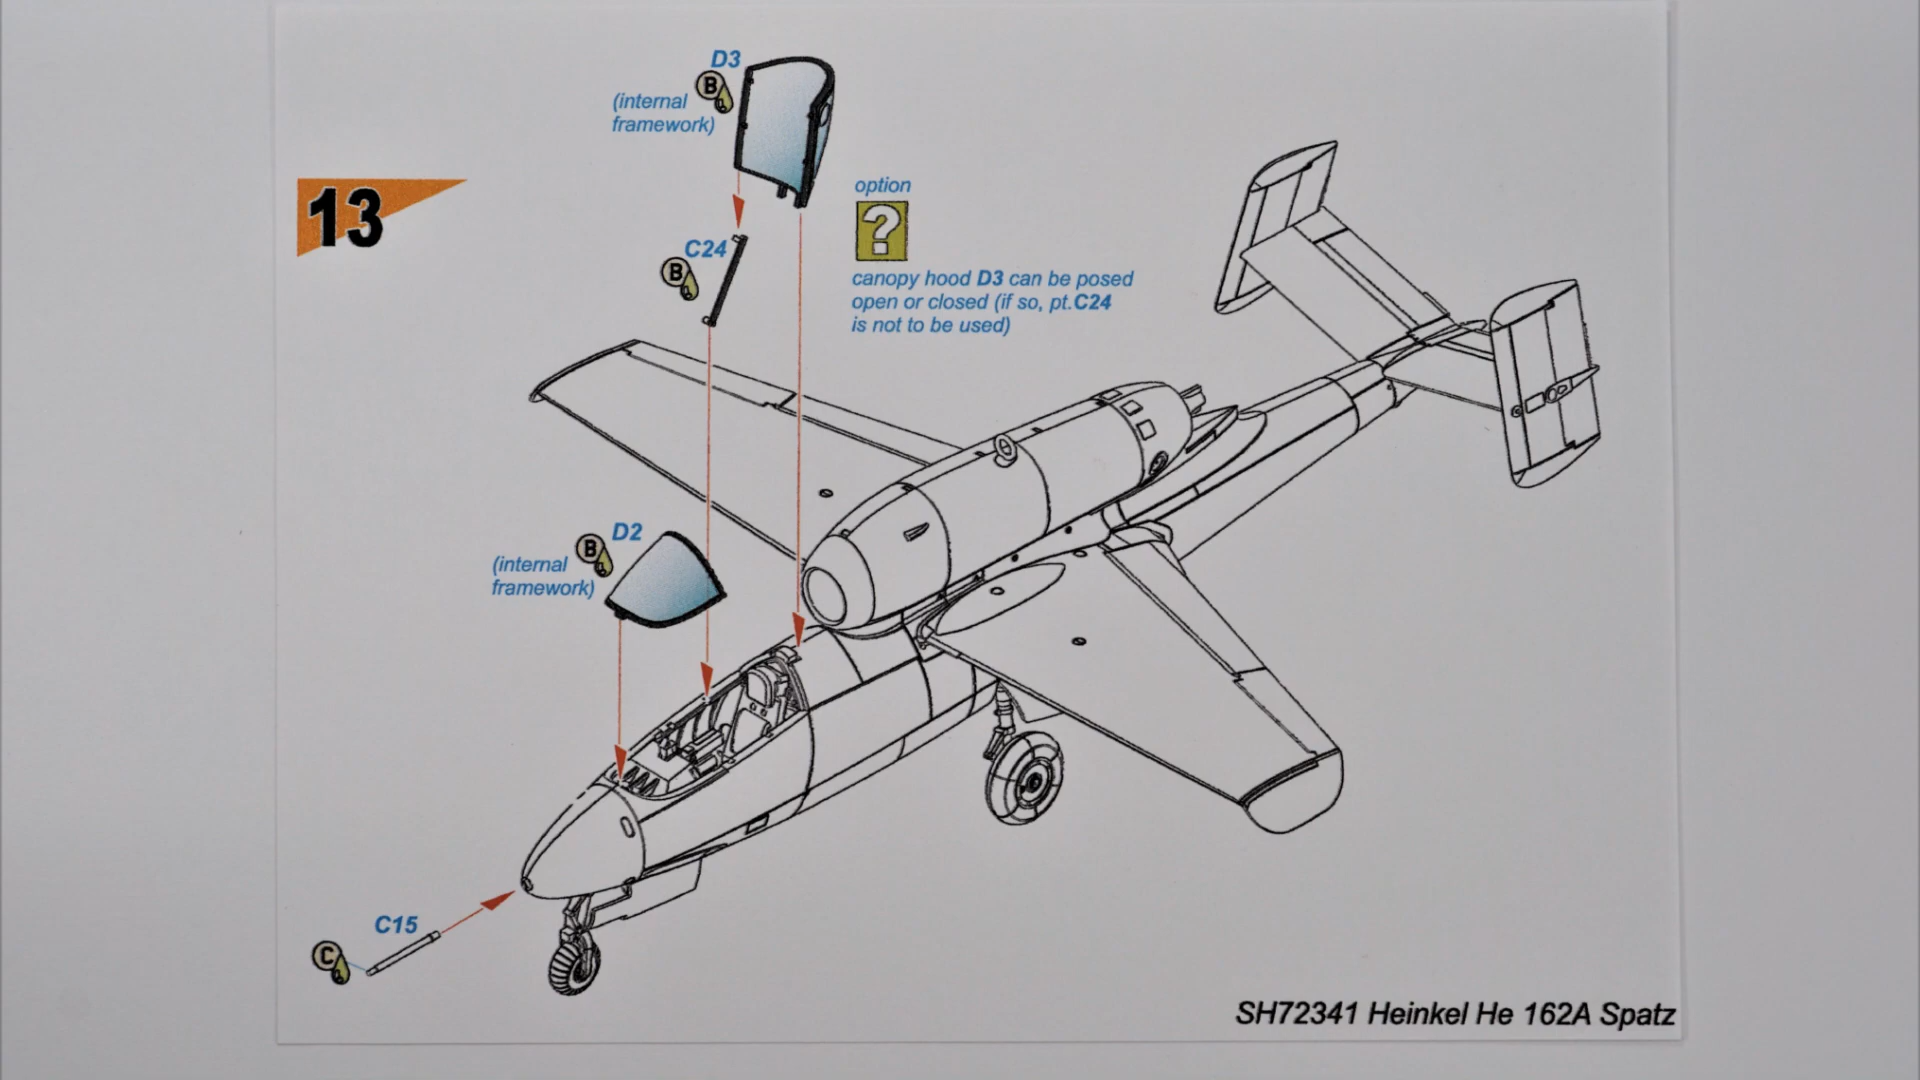 D3
B
(internal
framework)
13
option
?
C24
B
canopy hood D3 can be posed
open or closed (if so, pt.C24
is not to be used)
D2
B
(internal
framework)
C15
C
SH72341 Heinkel He 162A Spatz